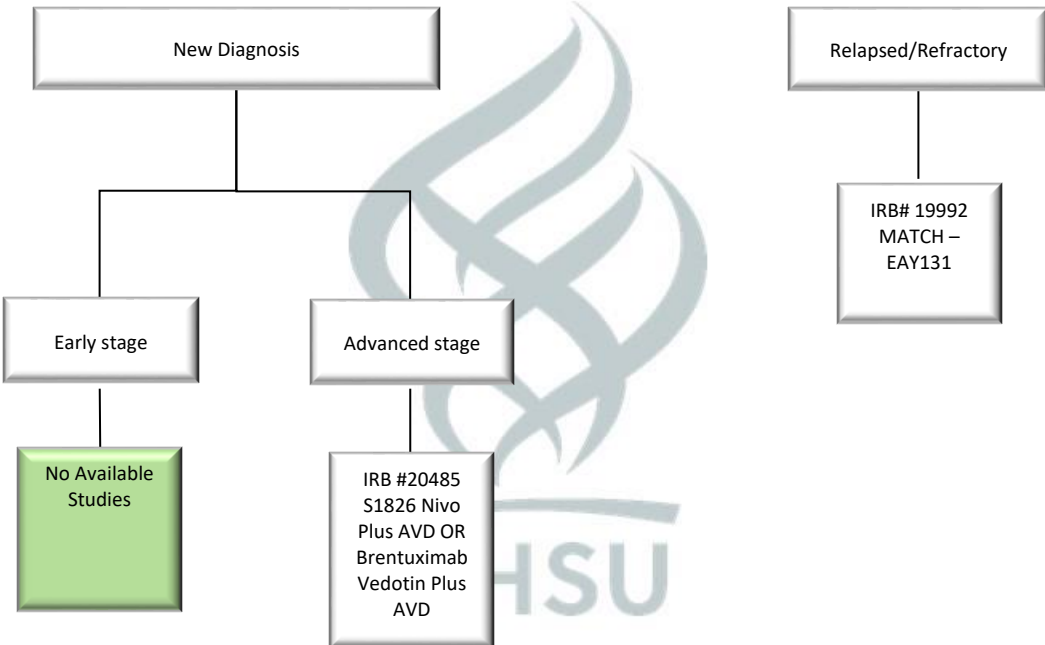 New Diagnosis
Relapsed/Refractory
IRB# 19992
MATCH –
EAY131
Early stage
Advanced stage
No Available
Studies
IRB #20485
S1826 Nivo
Plus AVD OR
Brentuximab
Vedotin Plus
AVD
HSU